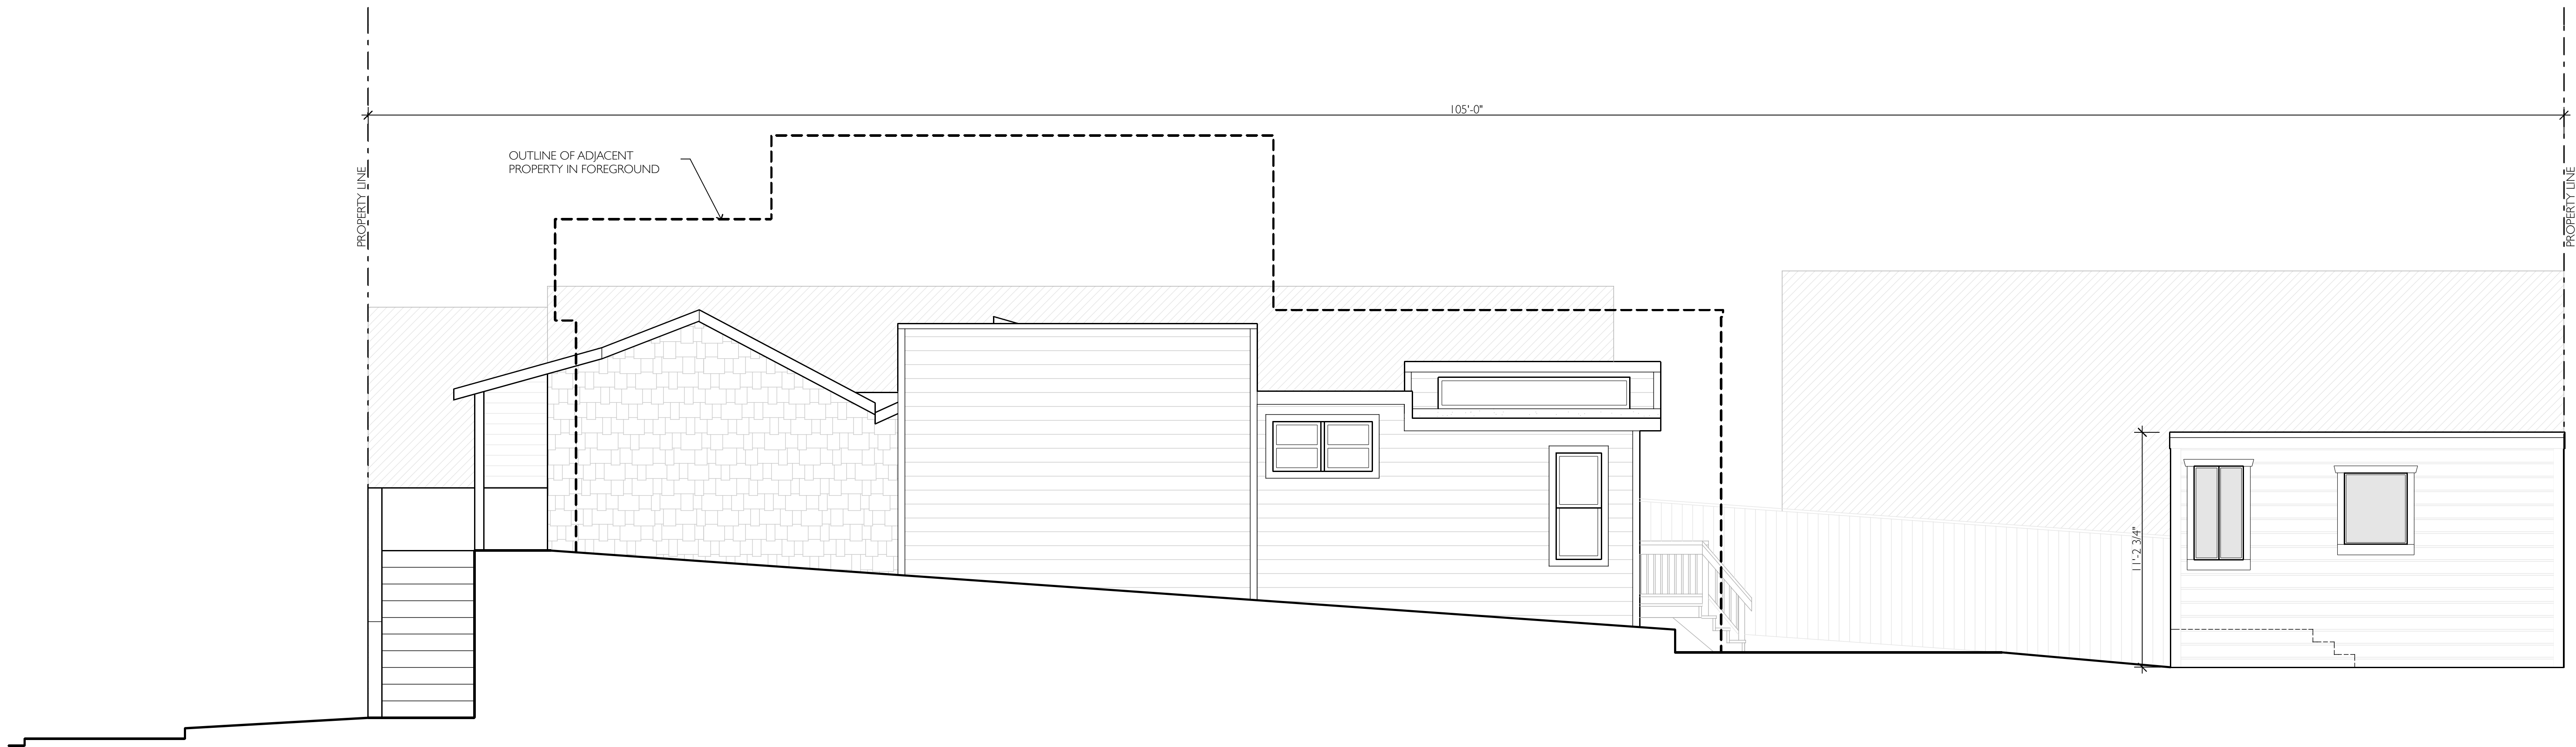 105'-0"
OUTLINE OF ADJACENT
PROPERTY IN FOREGROUND
PROPERTY LINE
PROPERTY LINE
11'-2 3/4"